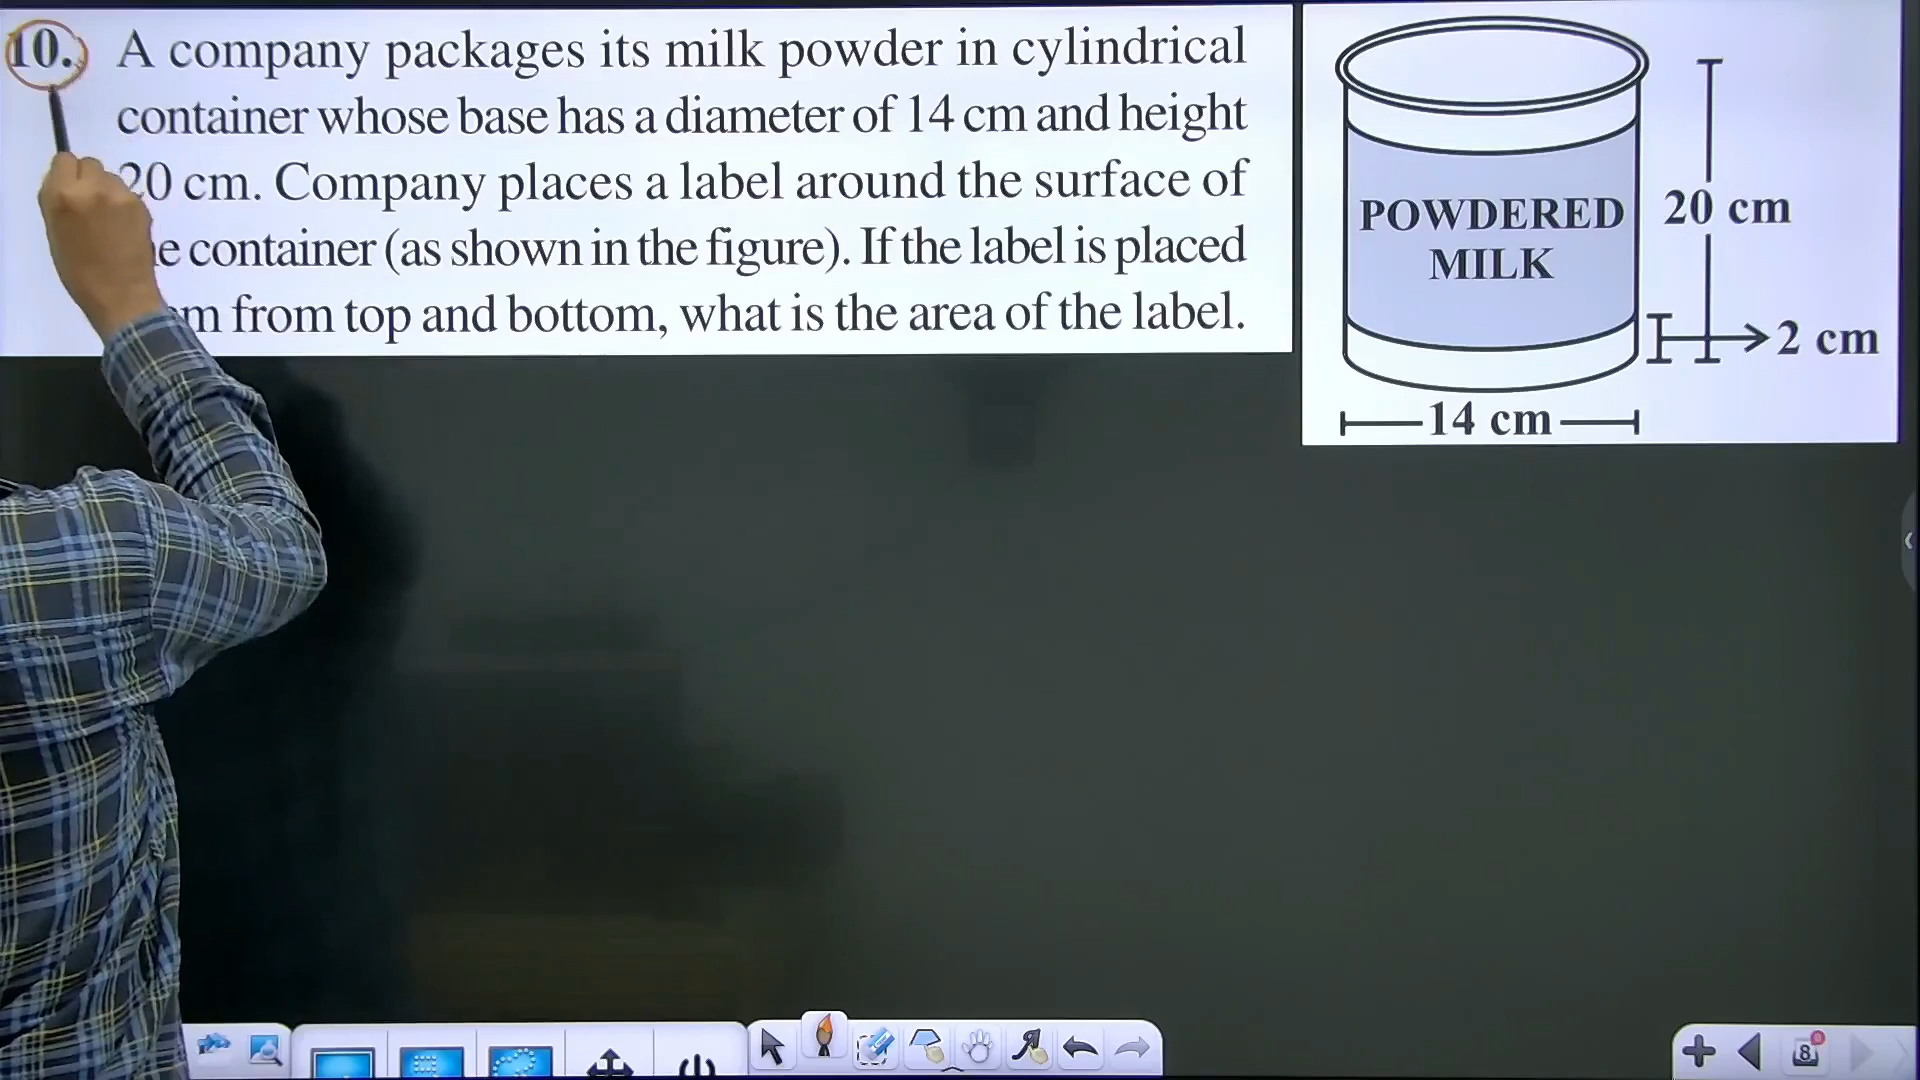 10. A company packages its milk powder in cylindrical
container whose base has a diameter of 14 cm and height
20 cm. Company places a label around the surface of
container (as shown in the figure). If the label is placed
from top and bottom, what is the area of the label.
POWDERED
MILK
20 cm
2 cm
14 cm
8